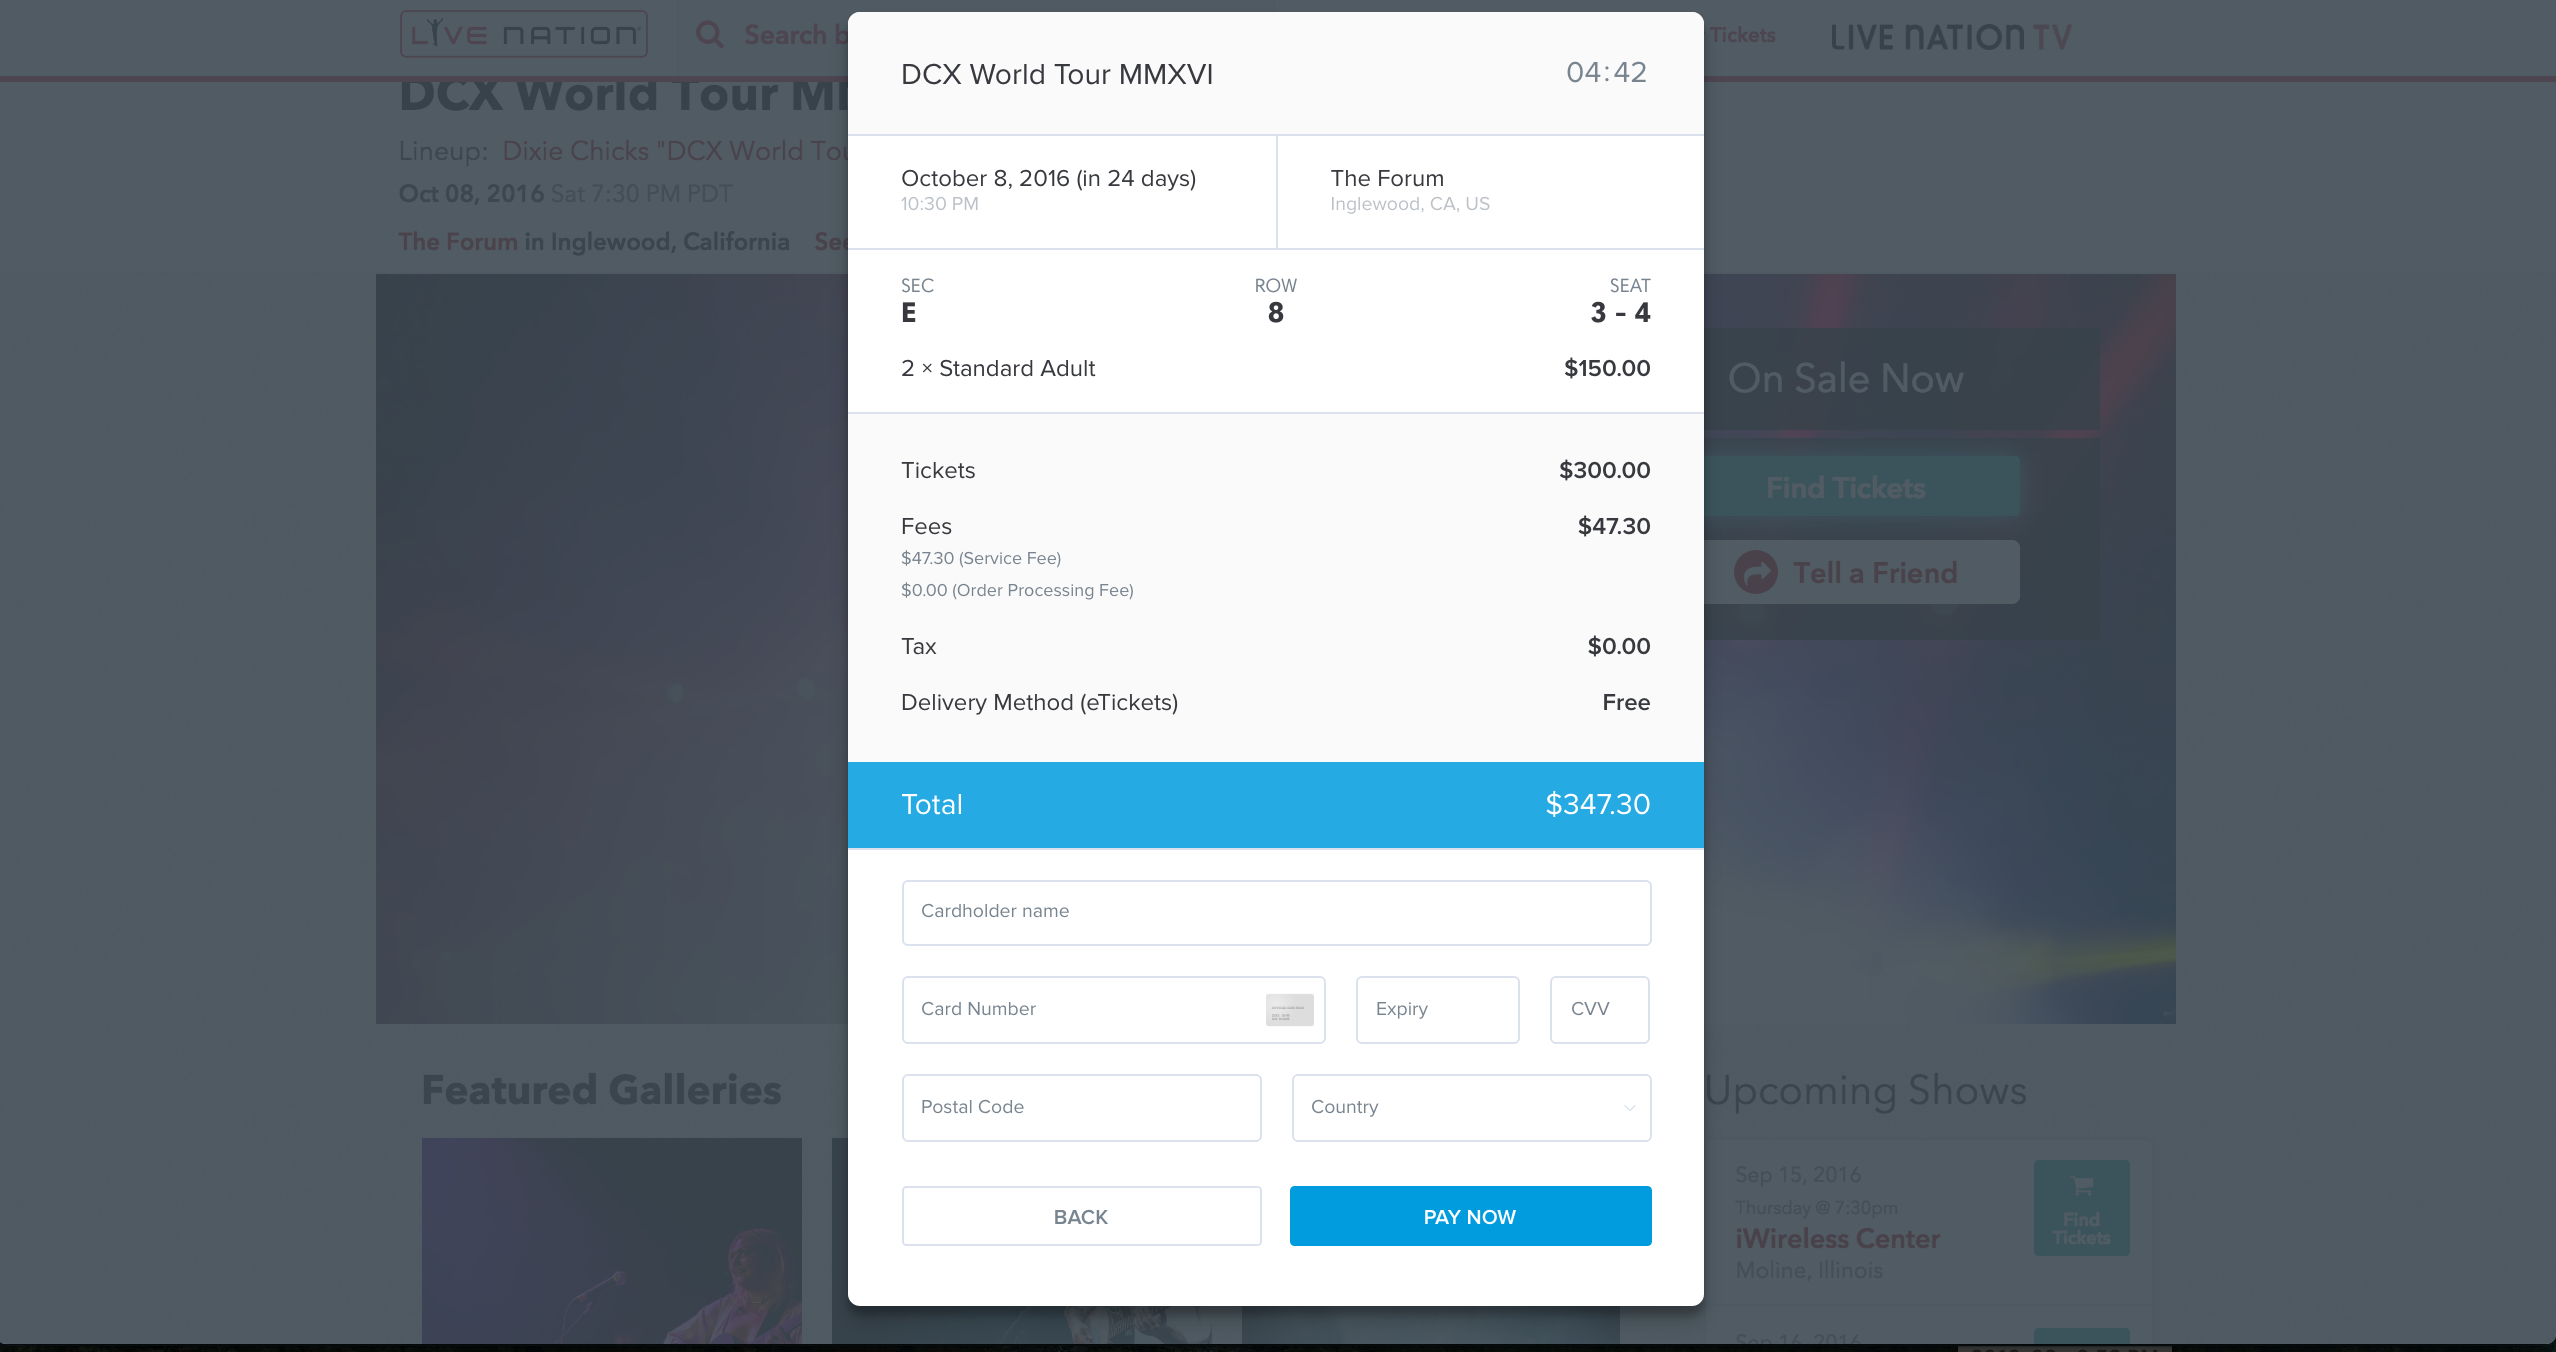 LIVE NATION
Search b
Tickets
LIVE NATION TV
DCX World Tour M
Lineup: Dixie Chicks "DCX World Tou
Oct 08, 2016 Sat 7:30 PM PDT
The Forum in Inglewood, California See
DCX World Tour MMXVI
04:42
October 8, 2016 (in 24 days)
10:30 PM
The Forum
Inglewood, CA, US
SEC
E
ROW
8
SEAT
3 - 4
2 × Standard Adult $150.00
Tickets $300.00
Fees $47.30
$47.30 (Service Fee)
$0.00 (Order Processing Fee)
Tax $0.00
Delivery Method (eTickets) Free
Total $347.30
Cardholder name
Card Number
Expiry
CVV
Postal Code
Country
BACK
PAY NOW
On Sale Now
Find Tickets
Tell a Friend
Featured Galleries
Upcoming Shows
Sep 15, 2016
Thursday @ 7:30pm
iWireless Center
Moline, Illinois
Find
Tickets
Sep 16, 2016